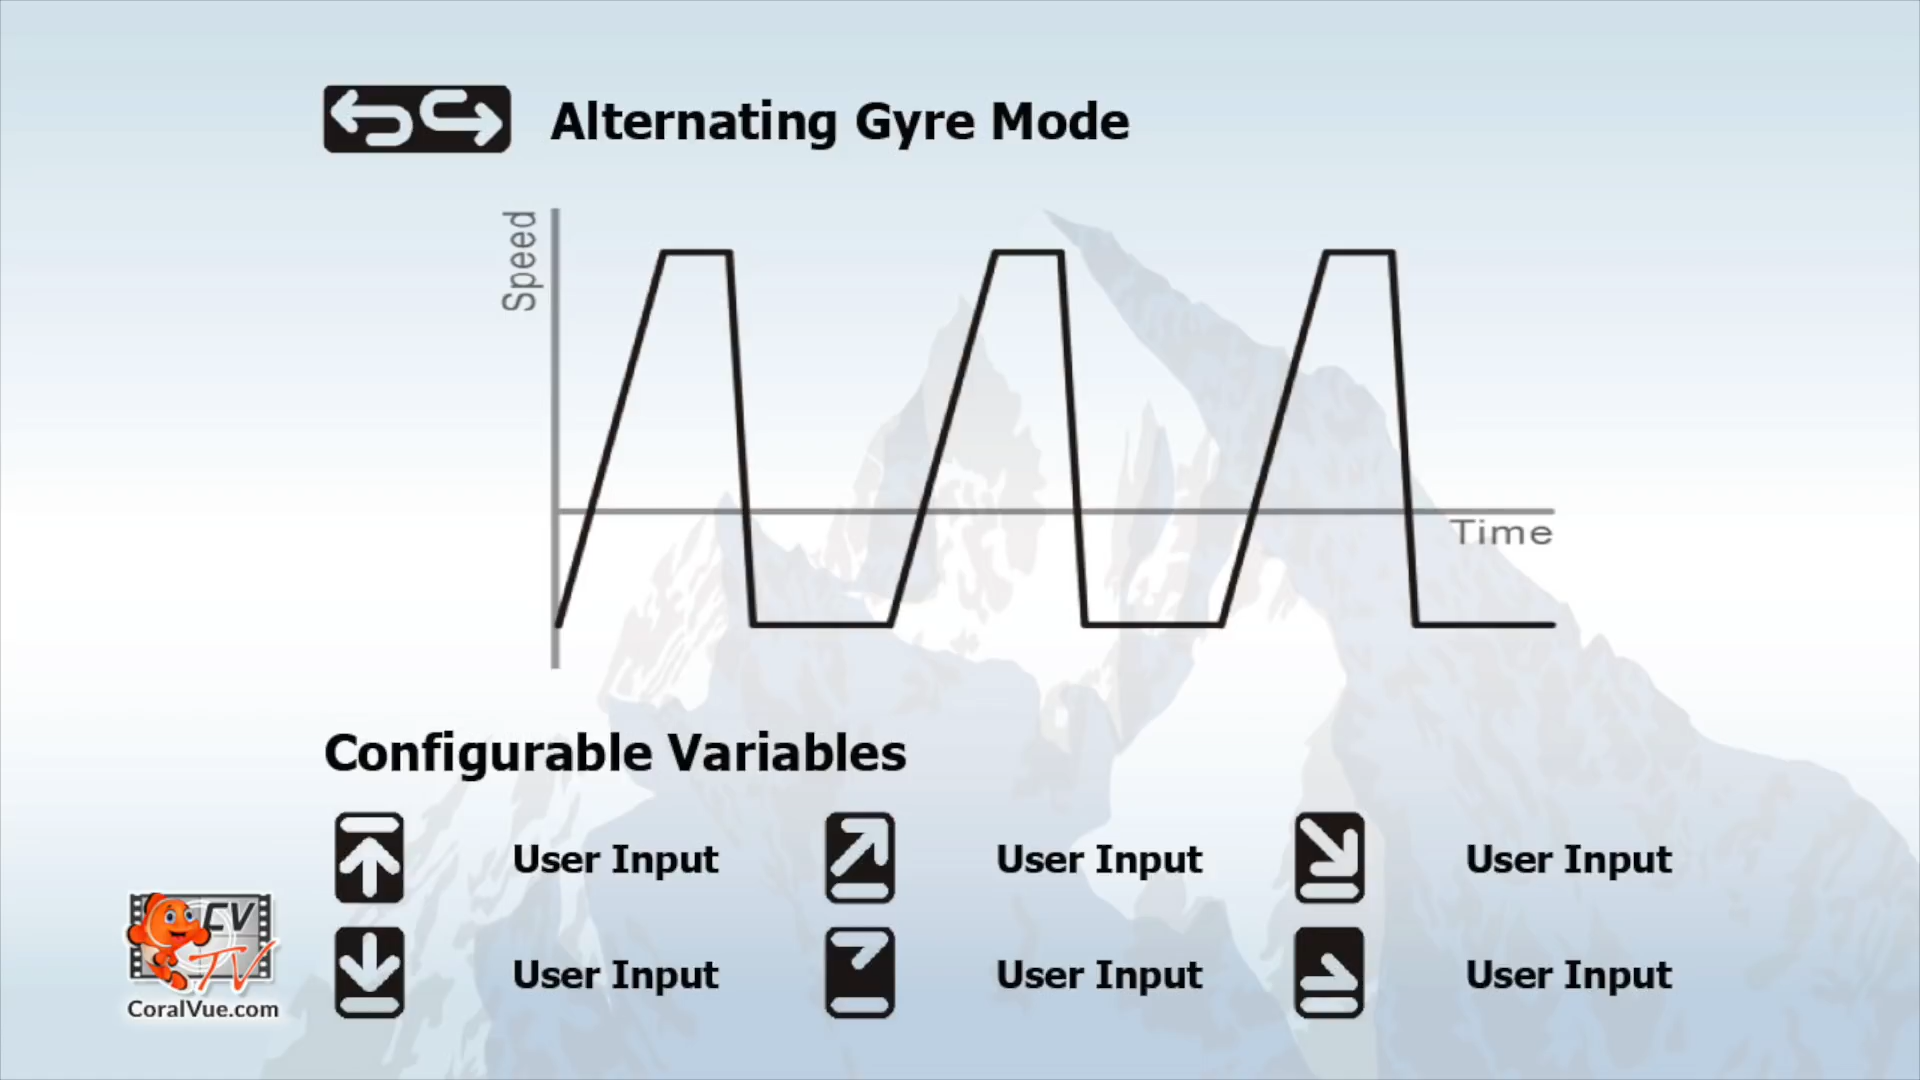 Alternating Gyre Mode
Speed
Time
Configurable Variables
User Input
User Input
User Input
User Input
User Input
User Input
CV
TV
CoralVue.com